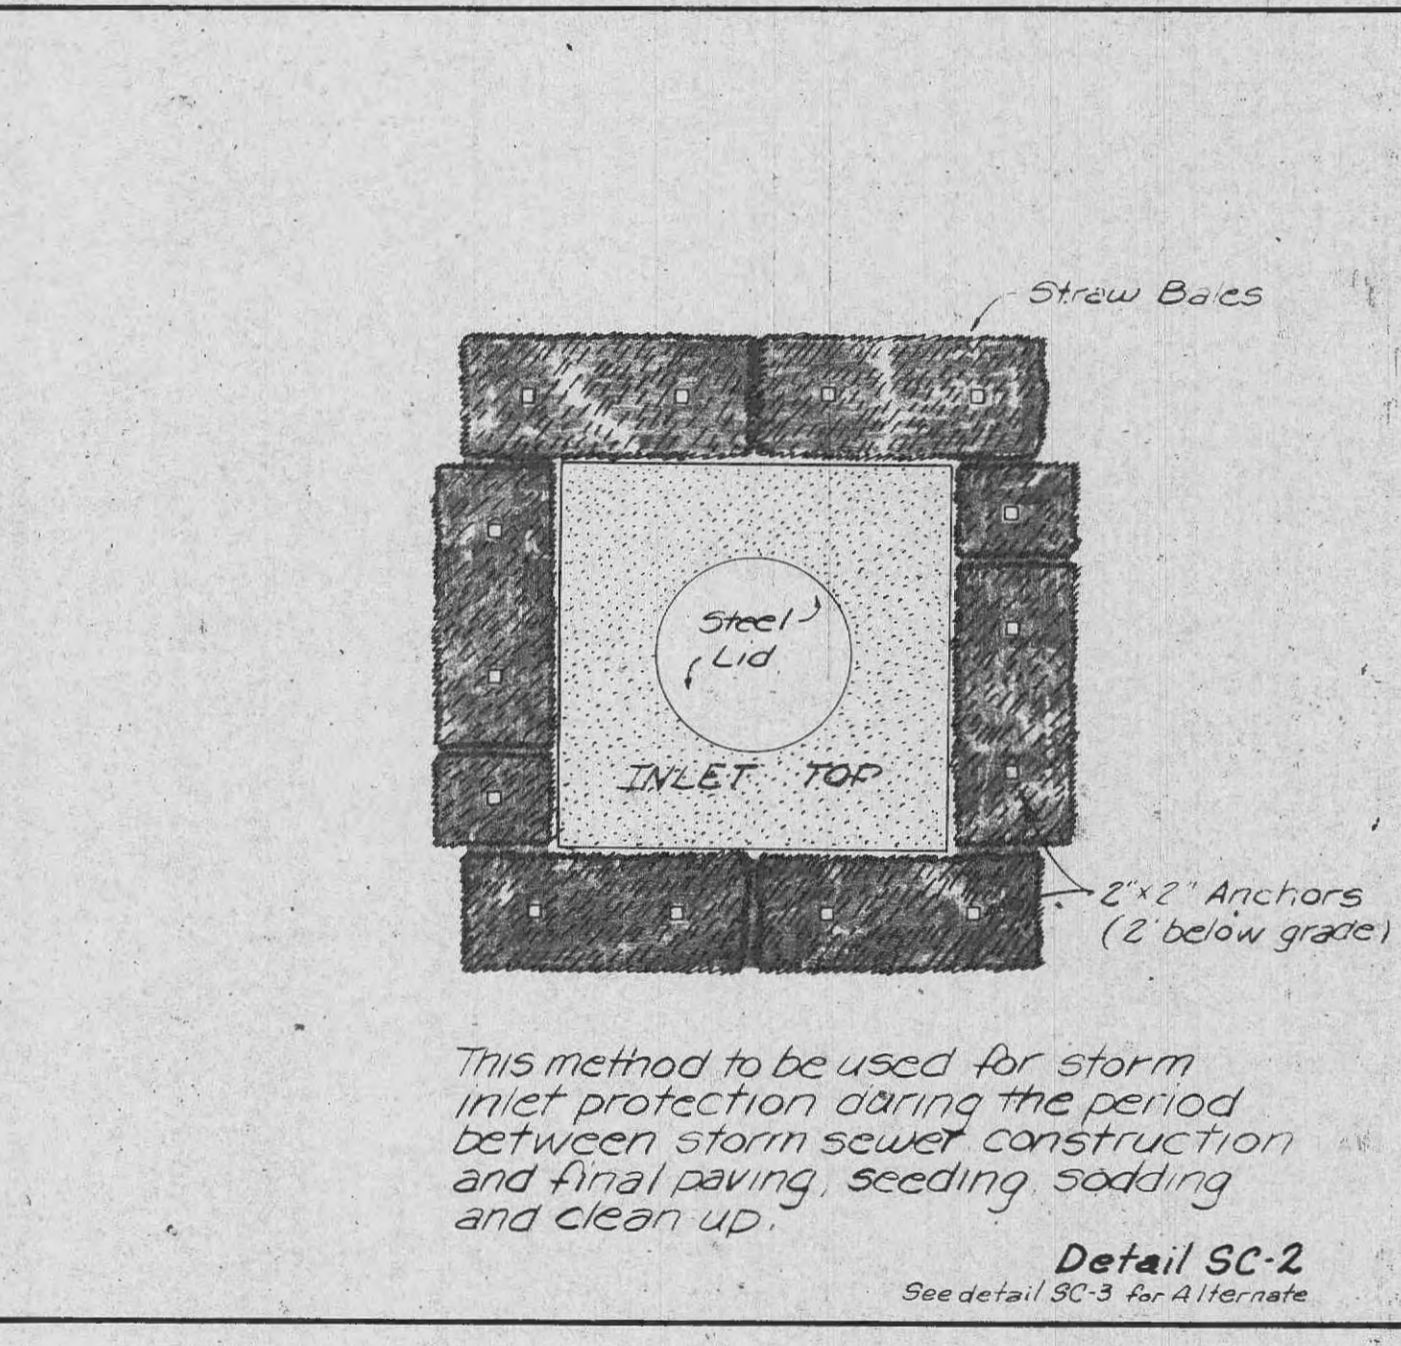 Straw Bales
Steel
Lid
INLET TOP
2"x2" Anchors
(2' below grade)
This method to be used for storm
inlet protection during the period
between storm sewer construction
and final paving, seeding, sodding
and clean up.
Detail SC-2
See detail SC-3 for Alternate